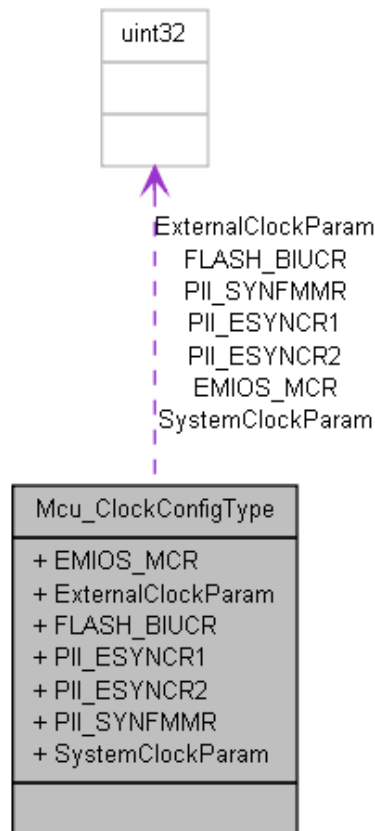 uint32
ExternalClockParam
FLASH_BIUCR
Pll_SYNFMMR
Pll_ESYNCR1
Pll_ESYNCR2
EMIOS_MCR
SystemClockParam
Mcu_ClockConfigType
+ EMIOS_MCR
+ ExternalClockParam
+ FLASH_BIUCR
+ Pll_ESYNCR1
+ Pll_ESYNCR2
+ Pll_SYNFMMR
+ SystemClockParam